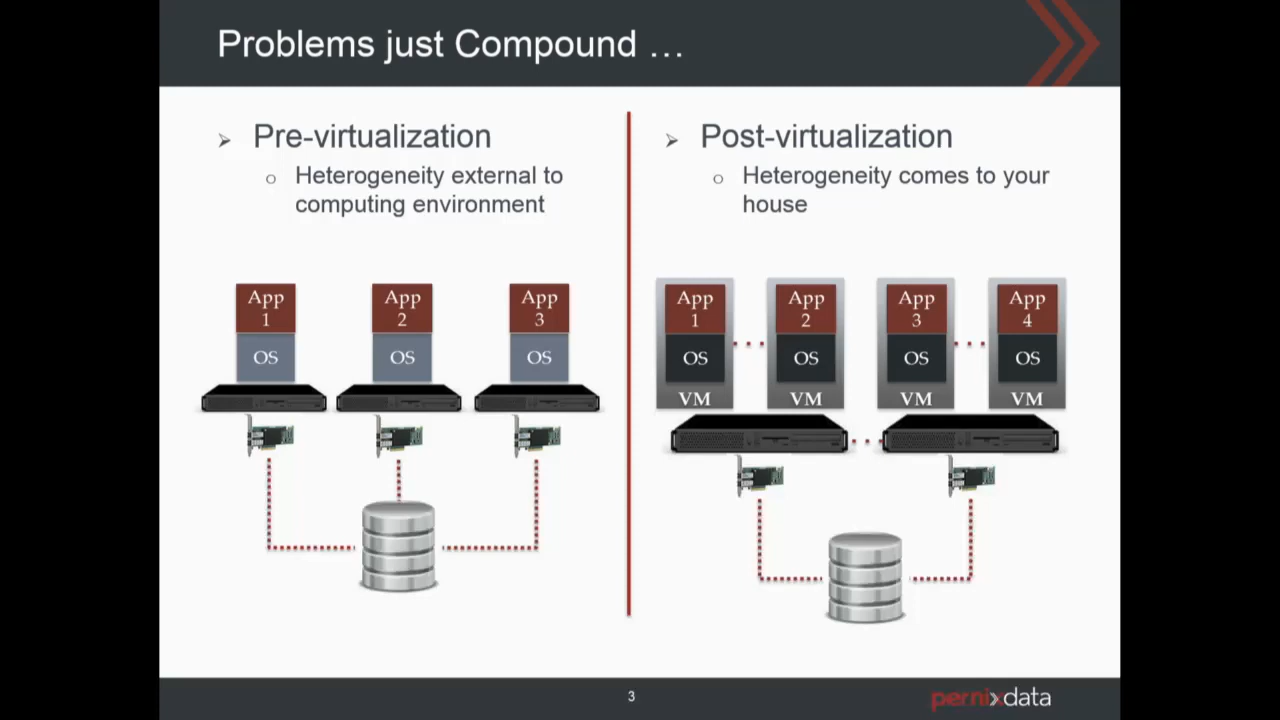 Problems just Compound …
Pre-virtualization
Heterogeneity external to
computing environment
App
1
OS
App
2
OS
App
3
OS
Post-virtualization
Heterogeneity comes to your
house
App
1
OS
VM
App
2
OS
VM
App
3
OS
VM
App
4
OS
VM
3
pernixdata